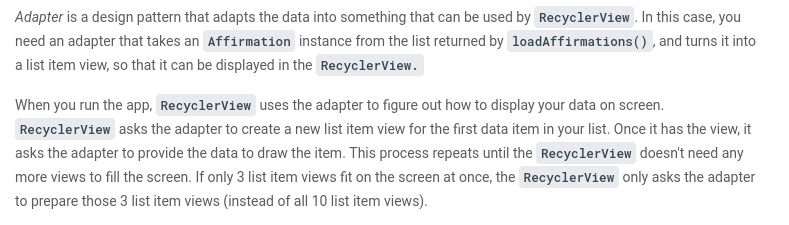 Adapter is a design pattern that adapts the data into something that can be used by RecyclerView. In this case, you
need an adapter that takes an Affirmation instance from the list returned by loadAffirmations(), and turns it into
a list item view, so that it can be displayed in the RecyclerView.
When you run the app, RecyclerView uses the adapter to figure out how to display your data on screen.
RecyclerView asks the adapter to create a new list item view for the first data item in your list. Once it has the view, it
asks the adapter to provide the data to draw the item. This process repeats until the RecyclerView doesn't need any
more views to fill the screen. If only 3 list item views fit on the screen at once, the RecyclerView only asks the adapter
to prepare those 3 list item views (instead of all 10 list item views).